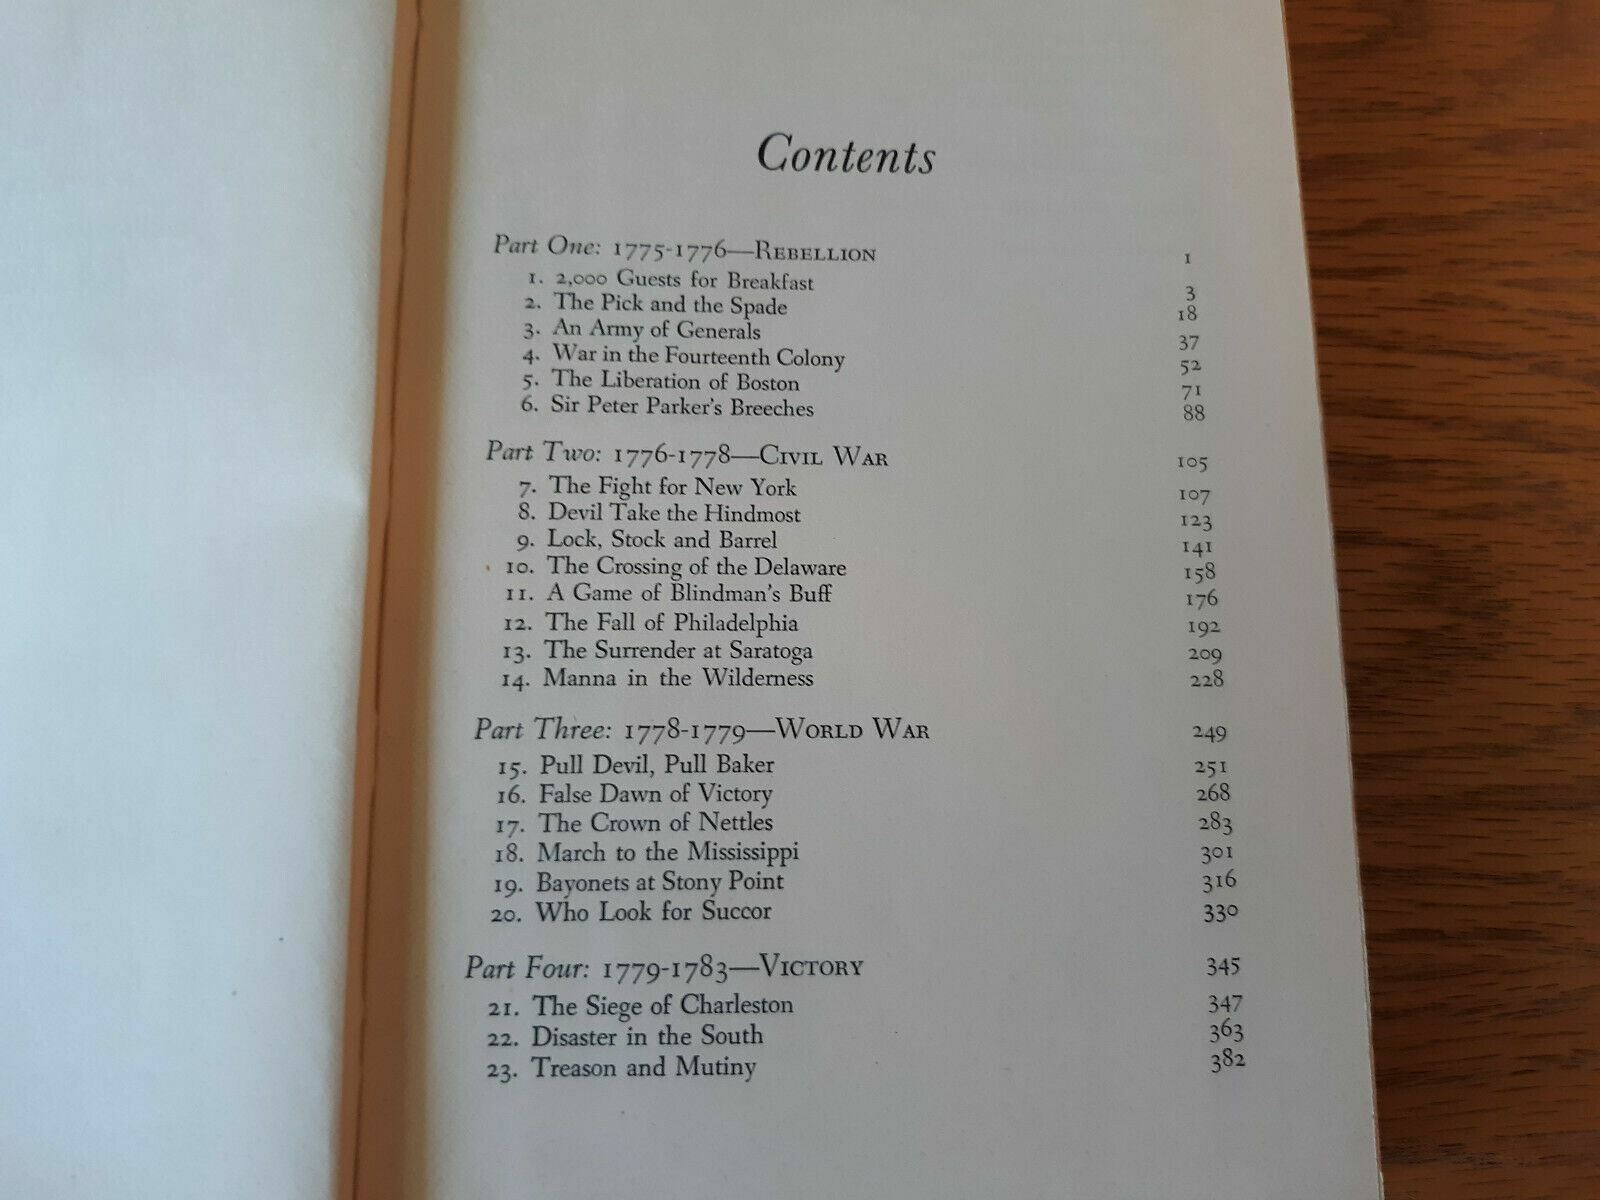 Contents
Part One: 1775-1776—REBELLION 1
1. 2,000 Guests for Breakfast 3
2. The Pick and the Spade 18
3. An Army of Generals 37
4. War in the Fourteenth Colony 52
5. The Liberation of Boston 71
6. Sir Peter Parker's Breeches 88
Part Two: 1776-1778—CIVIL WAR 105
7. The Fight for New York 107
8. Devil Take the Hindmost 123
9. Lock, Stock and Barrel 141
10. The Crossing of the Delaware 158
11. A Game of Blindman's Buff 176
12. The Fall of Philadelphia 192
13. The Surrender at Saratoga 209
14. Manna in the Wilderness 228
Part Three: 1778-1779—WORLD WAR 249
15. Pull Devil, Pull Baker 251
16. False Dawn of Victory 268
17. The Crown of Nettles 283
18. March to the Mississippi 301
19. Bayonets at Stony Point 316
20. Who Look for Succor 330
Part Four: 1779-1783—VICTORY 345
21. The Siege of Charleston 347
22. Disaster in the South 363
23. Treason and Mutiny 382